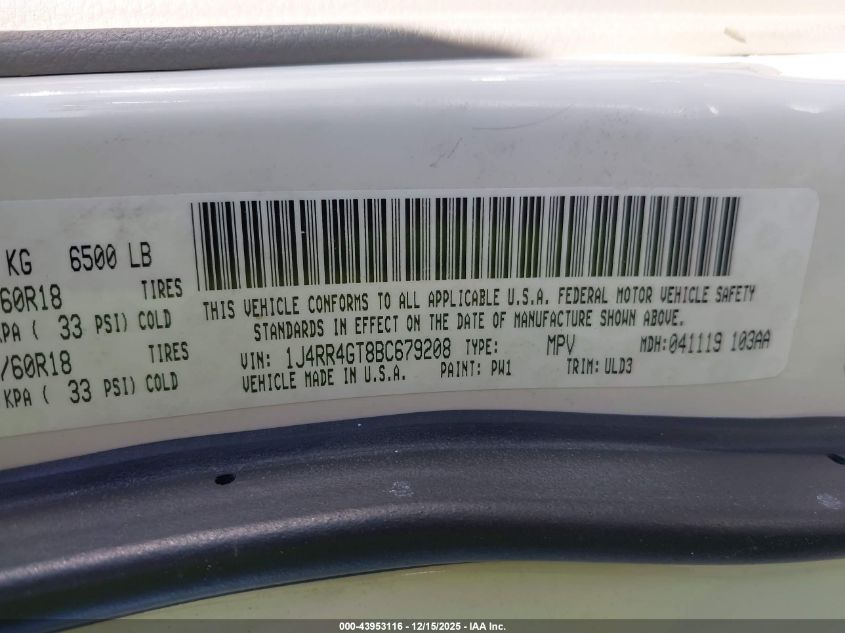 KG 6500 LB
60R18 TIRES
KPA ( 33 PSI) COLD
/60R18 TIRES
KPA ( 33 PSI) COLD
THIS VEHICLE CONFORMS TO ALL APPLICABLE U.S.A. FEDERAL MOTOR VEHICLE SAFETY
STANDARDS IN EFFECT ON THE DATE OF MANUFACTURE SHOWN ABOVE.
VIN: 1J4RR4GT8BC679208 TYPE: MPV MDH: 041119 103AA
VEHICLE MADE IN U.S.A. PAINT: PW1 TRIM: ULD3
000-43953116 - 12/15/2025 - IAA Inc.